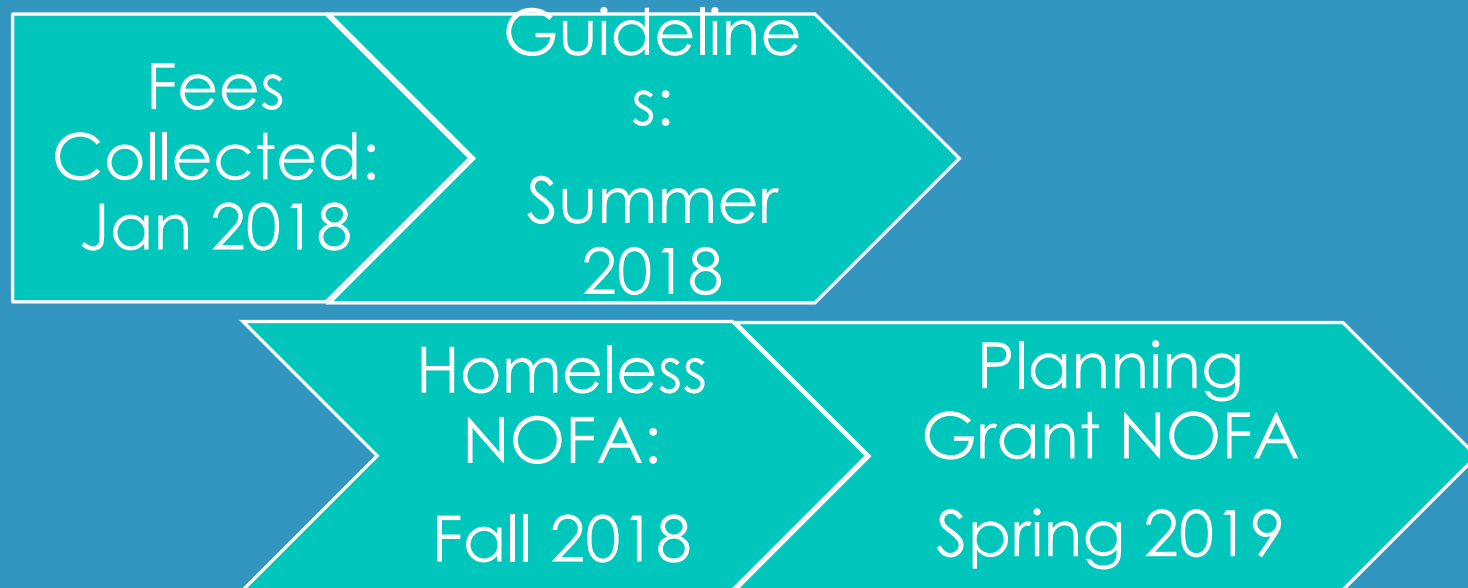 Fees
Collected:
Jan 2018
Guideline
s:
Summer
2018
Homeless
NOFA:
Fall 2018
Planning
Grant NOFA
Spring 2019